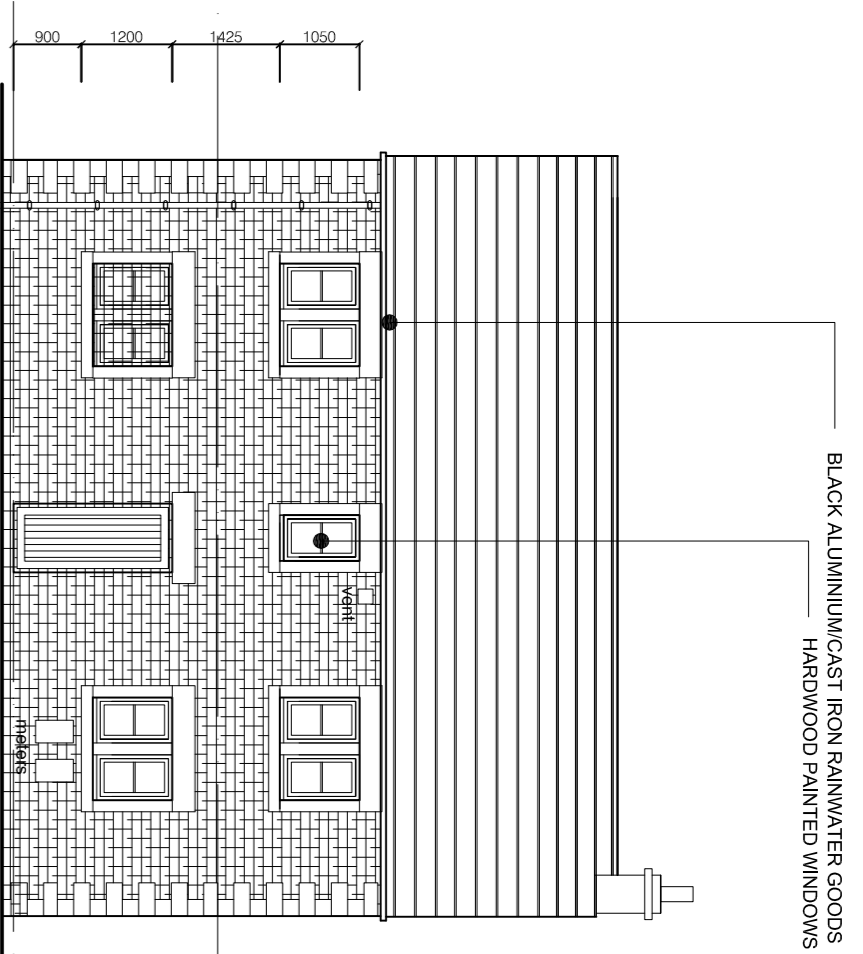 900
1200
1425
1050
BLACK ALUMINIUM/CAST IRON RAINWATER GOODS
HARDWOOD PAINTED WINDOWS
vent
meters